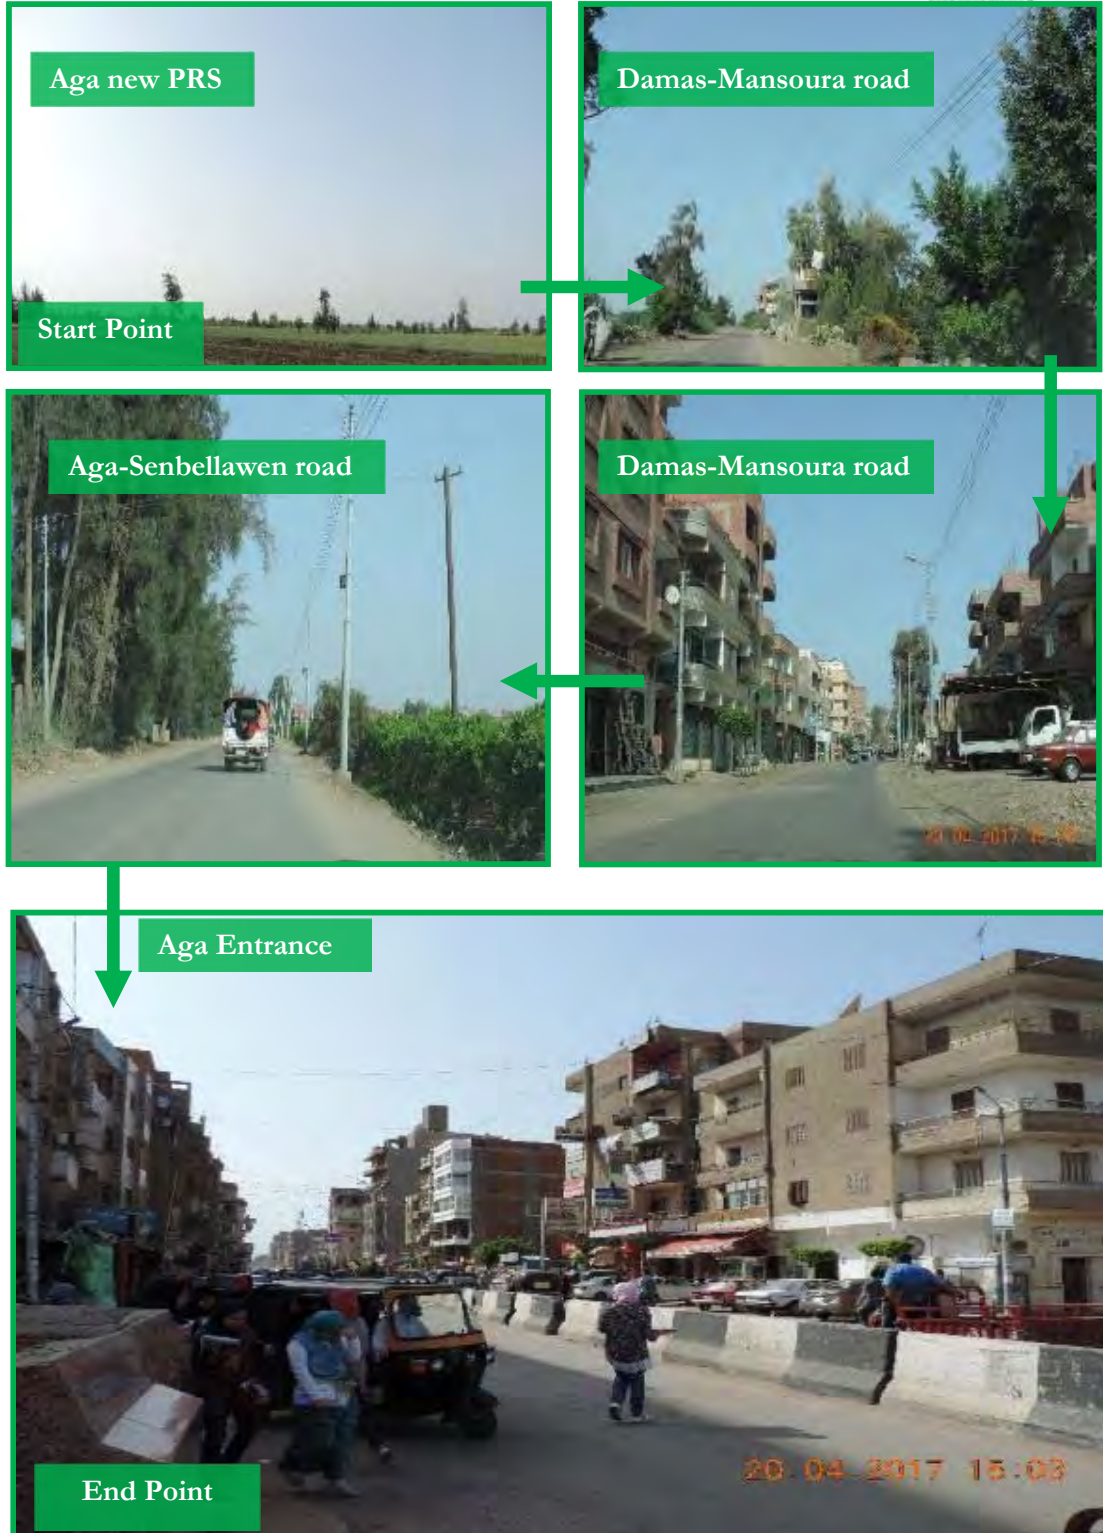 Aga new PRS
Start Point
Damas-Mansoura road
Damas-Mansoura road
Aga-Senbellawen road
Aga Entrance
20 04 2017 15:03
End Point